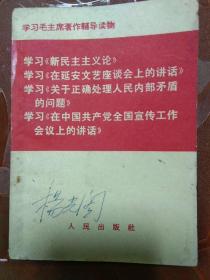 学习毛主席著作輔导读物
学习《新民主主义论》
学习《在延安文艺座谈会上的讲话》
学习《关于正确处理人民内部矛盾
的问题》
学习《在中国共产党全国宣传工作
会议上的讲话》
人民出版社